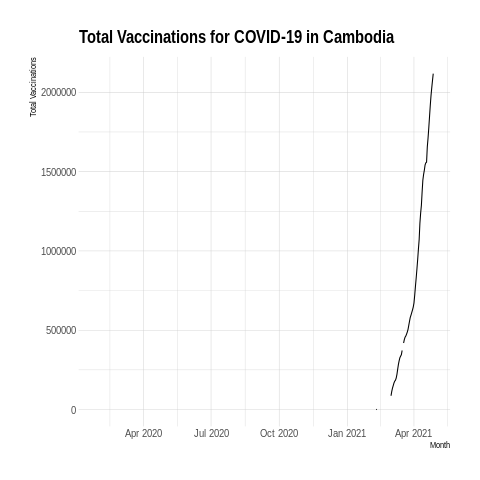 Total Vaccinations for COVID-19 in Cambodia
Total Vaccinations
2000000
1500000
1000000
500000
0
Apr 2020 Jul 2020 Oct 2020 Jan 2021 Apr 2021
Month